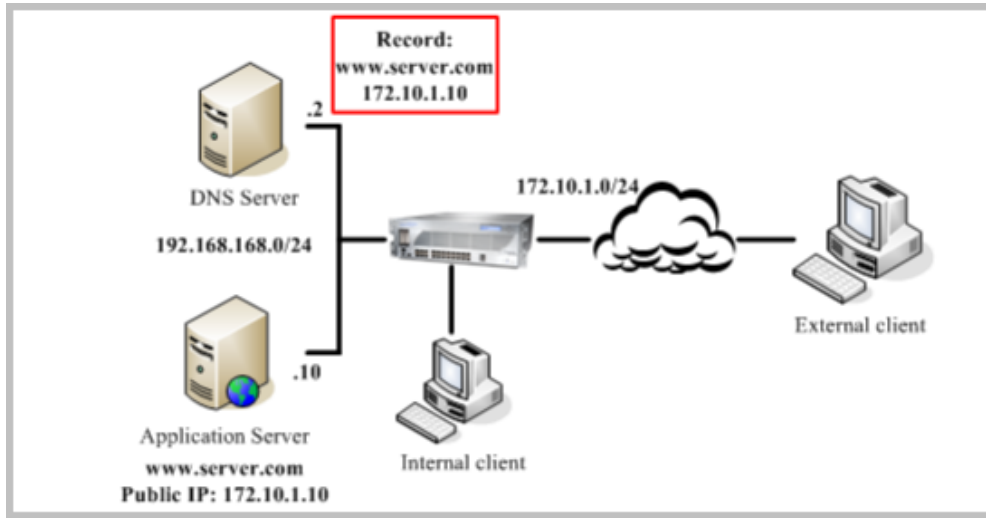 Record:
www.server.com
172.10.1.10
.2
DNS Server
172.10.1.0/24
192.168.168.0/24
External client
.10
Application Server
www.server.com
Public IP: 172.10.1.10
Internal client